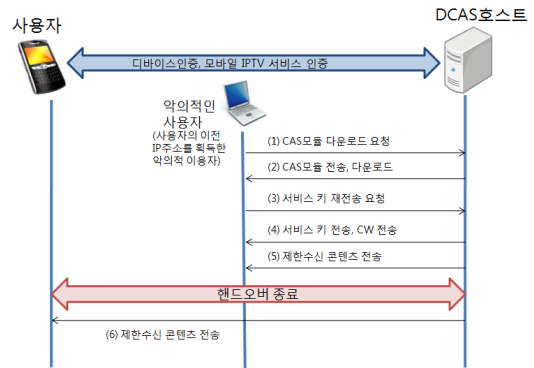 사용자
DCAS호스트
디바이스인증, 모바일 IPTV 서비스 인증
악의적인
사용자
(사용자의 이전
IP주소를 획득한
악의적 이용자)
(1) CAS모듈 다운로드 요청
(2) CAS모듈 전송, 다운로드
(3) 서비스 키 재전송 요청
(4) 서비스 키 전송, CW 전송
(5) 제한수신 콘텐츠 전송
핸드오버 종료
(6) 제한수신 콘텐츠 전송